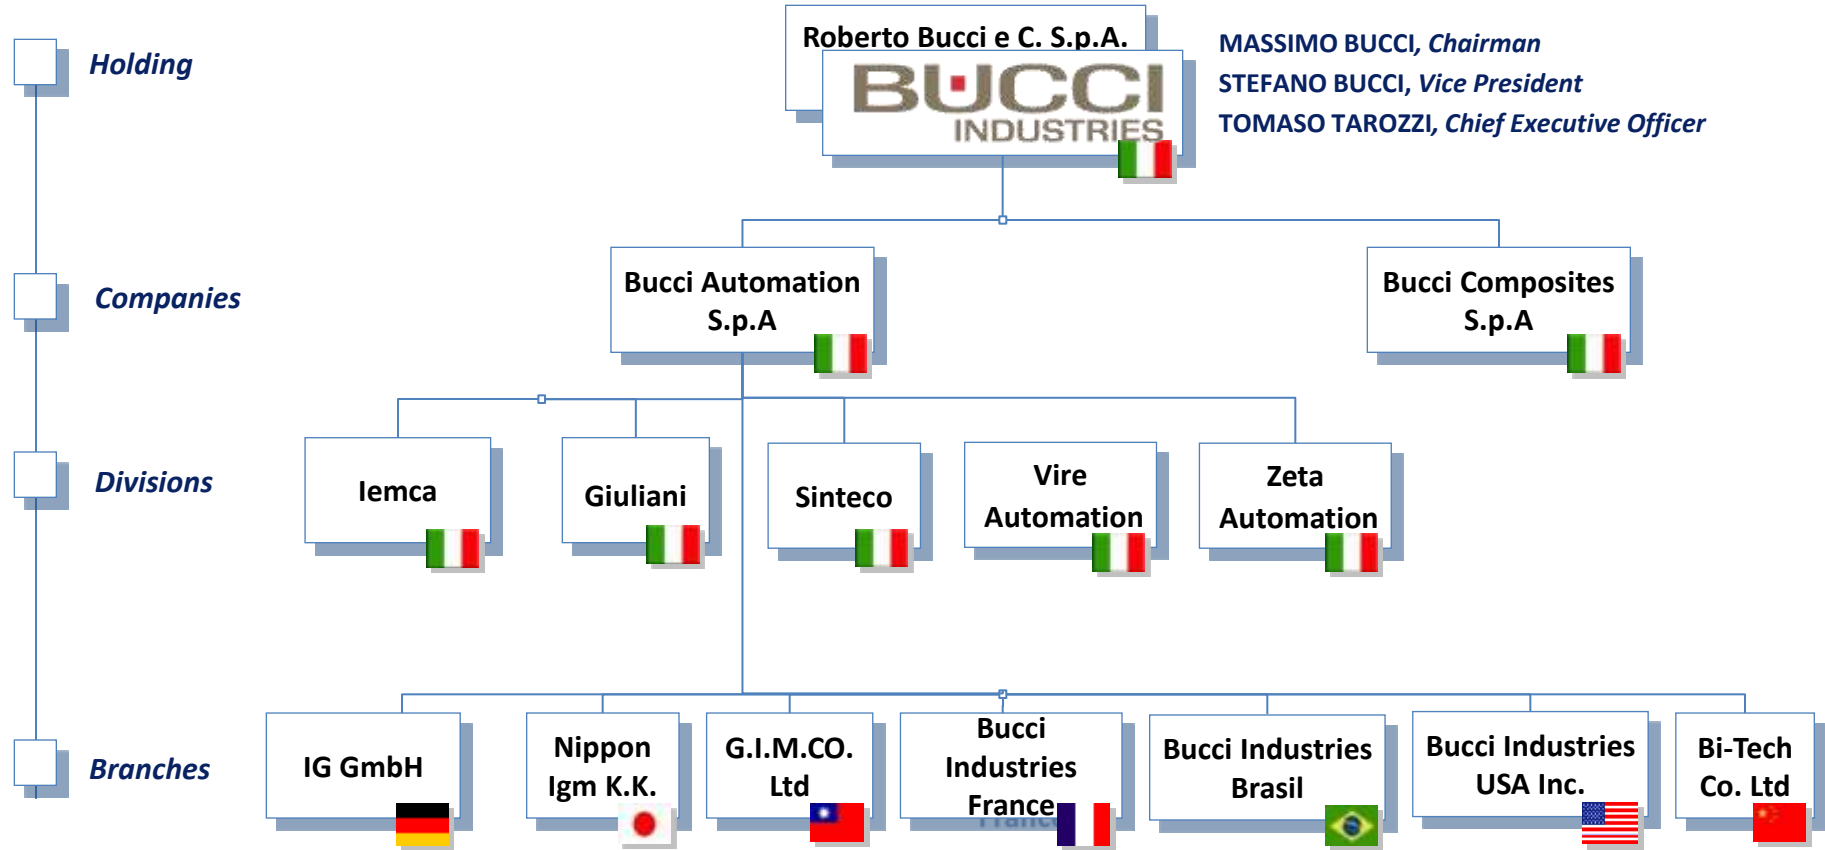 Holding
Roberto Bucci e C. S.p.A.
BUCCI
INDUSTRIES
MASSIMO BUCCI, Chairman
STEFANO BUCCI, Vice President
TOMASO TAROZZI, Chief Executive Officer
Companies
Bucci Automation
S.p.A
Bucci Composites
S.p.A
Divisions
Iemca
Giuliani
Sinteco
Vire
Automation
Zeta
Automation
Branches
IG GmbH
Nippon
Igm K.K.
G.I.M.CO.
Ltd
Bucci
Industries
France
Bucci Industries
Brasil
Bucci Industries
USA Inc.
Bi-Tech
Co. Ltd